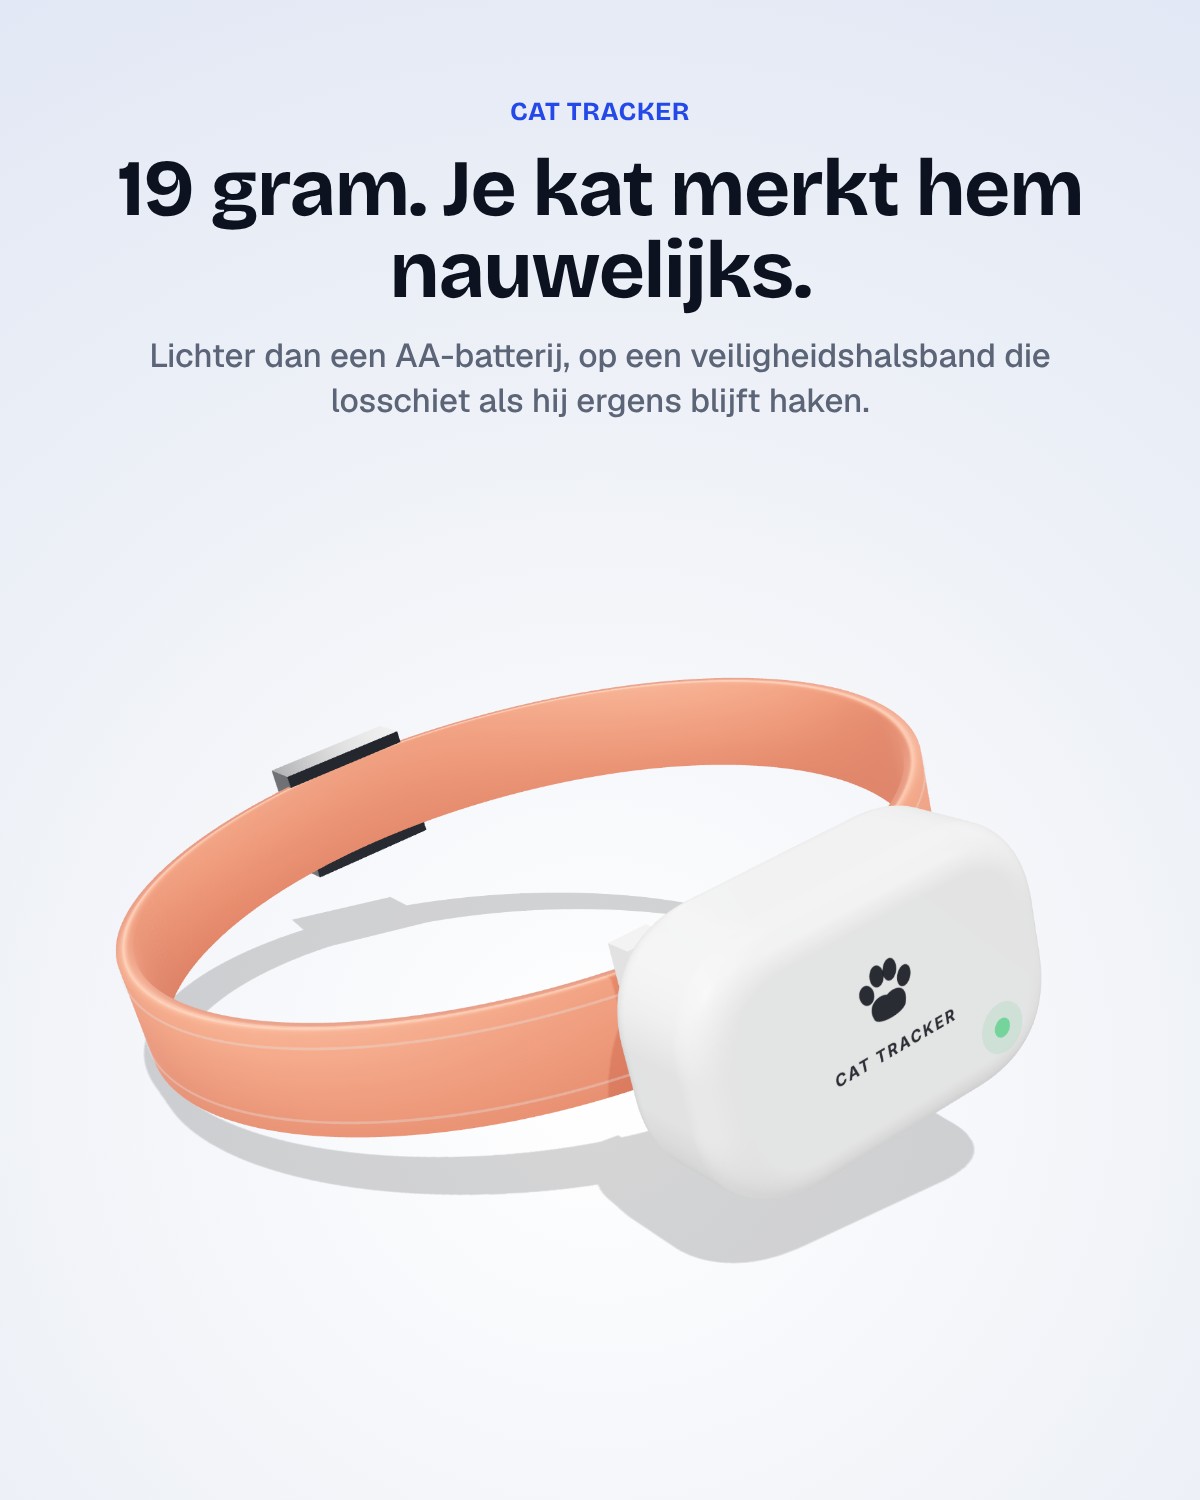 CAT TRACKER
19 gram. Je kat merkt hem
nauwelijks.
Lichter dan een AA-batterij, op een veiligheidshalsband die
losschiet als hij ergens blijft haken.
CAT TRACKER